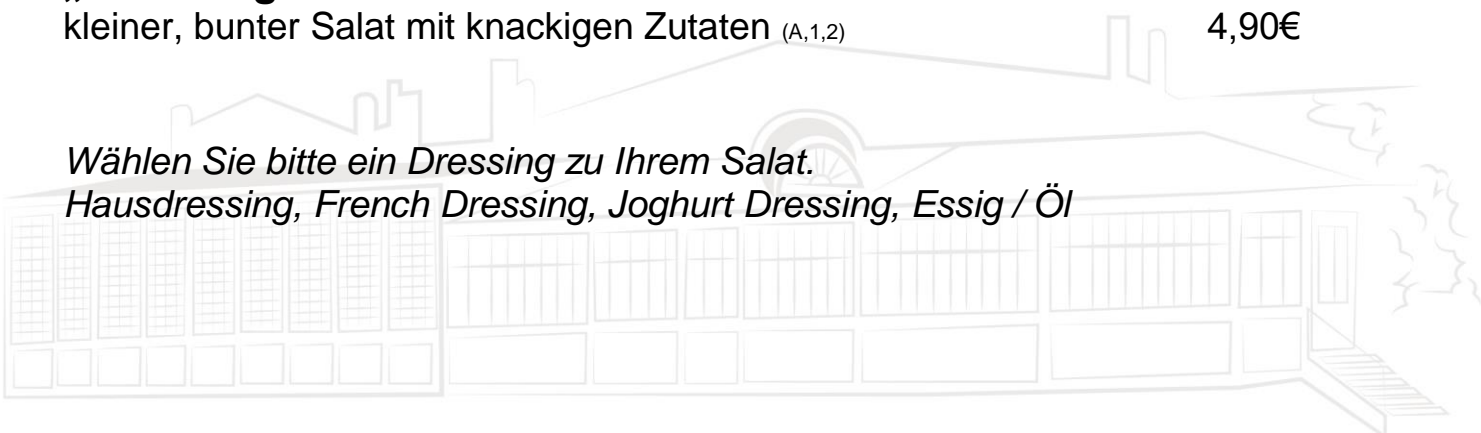 kleiner, bunter Salat mit knackigen Zutaten (A,1,2) 4,90€
Wählen Sie bitte ein Dressing zu Ihrem Salat.
Hausdressing, French Dressing, Joghurt Dressing, Essig / Öl